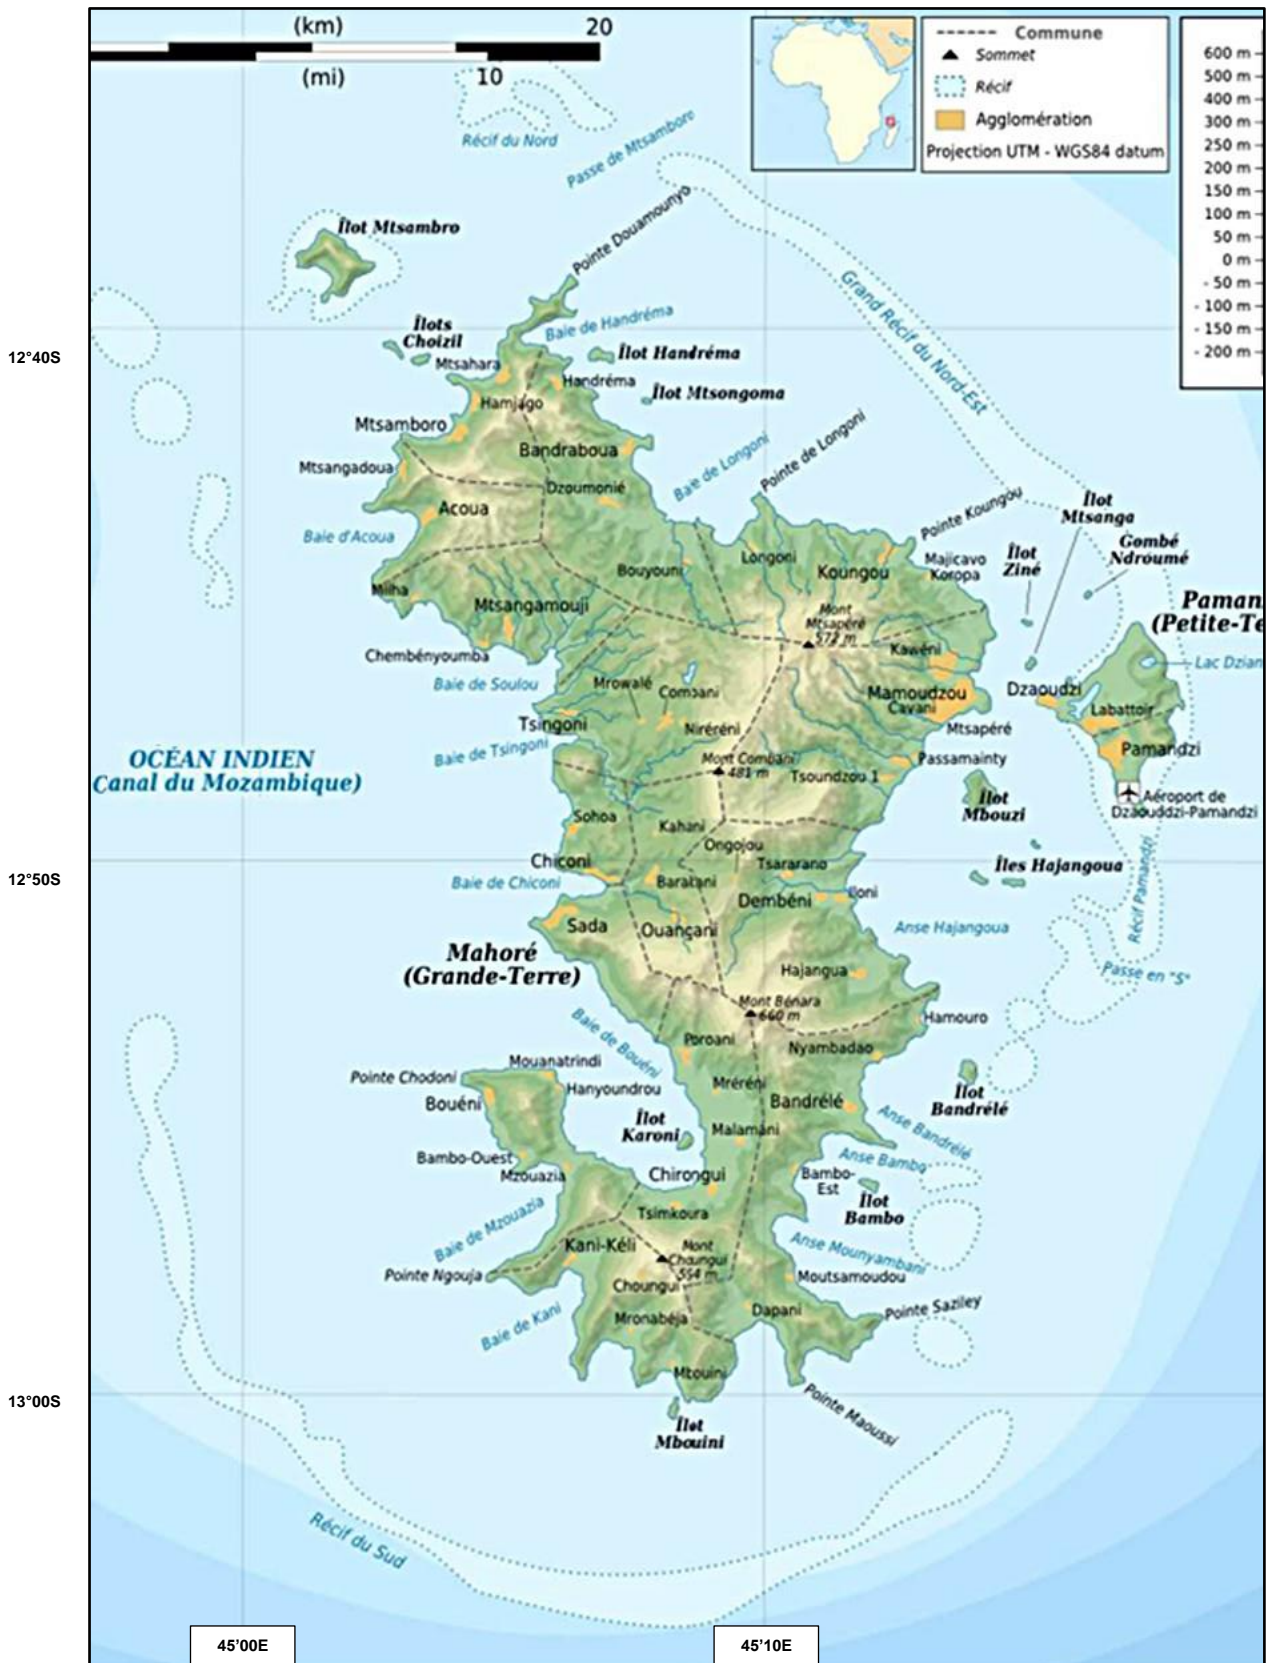 (km)
20
(mi)
10
Commune
Sommet
Récif
Agglomération
Projection UTM - WGS84 datum
600 m
500 m
400 m
300 m
250 m
200 m
150 m
100 m
50 m
0 m
- 50 m
- 100 m
- 150 m
- 200 m
Récif du Nord
Passe de Mtsamboro
Pointe Douamounyo
Îlot Mtsambro
Grand Récif du Nord-Est
Baie de Handréma
Îlots
Choizil
12°40S
Îlot Handréma
Mtsahara
Handréma
Îlot Mtsongoma
Hamjago
Mtsamboro
Bandraboua
Baie de Longoni
Pointe de Longoni
Mtsangadoua
Dzoumonié
Acoua
Pointe Koungou
Îlot
Mtsanga
Baie d'Acoua
Gombé
Ndroumé
Îlot
Ziné
Bouyouni
Longoni
Koungou
Majicavo
Koropa
Miiha
Mtsangamouji
Mont
Mtsapéré
572 m
Paman
(Petite-Te
Chembényoumba
Kawéni
Lac Dzian
Baie de Soulou
Mrowalé
Combani
Mamoudzou
Cavani
Dzaoudzi
Labattoir
Tsingoni
Niréréni
Mtsapéré
Pamandzi
Baie de Tsingoni
OCÉAN INDIEN
Canal du Mozambique)
Mont Combani
481 m
Tsoundzou 1
Passamainty
Îlot
Mbouzi
Aéroport de
Dzaouddzi-Pamandzi
Sohoa
Kahani
Ongojou
Chiconi
Tsararano
Îles Hajangoua
12°50S
Baie de Chiconi
Barakani
Dembéni
Iloni
Récif Pamandzi
Sada
Ouangani
Anse Hajangoua
Mahoré
(Grande-Terre)
Hajangua
Passe en "S"
Mont Bénara
660 m
Hamouro
Baie de Bouéni
Poroani
Nyambadao
Mouanatrindi
Pointe Chodoni
Hanyoundrou
Mréréni
Bouéni
Îlot
Karoni
Bandrélé
Îlot
Bandrélé
Malamani
Anse Bandrélé
Bambo-Ouest
Anse Bambo
Mzouazia
Chirongui
Bambo-
Est
Îlot
Bambo
Baie de Mzouazia
Tsimkoura
Kani-Kéli
Mont
Choungui
554 m
Anse Mounyambani
Pointe Ngouja
Choungui
Moutsamoudou
Baie de Kani
Mronabéja
Dapani
Pointe Saziley
Mbouini
13°00S
Pointe Maoussi
Îlot
Mbouini
Récif du Sud
45'00E
45'10E